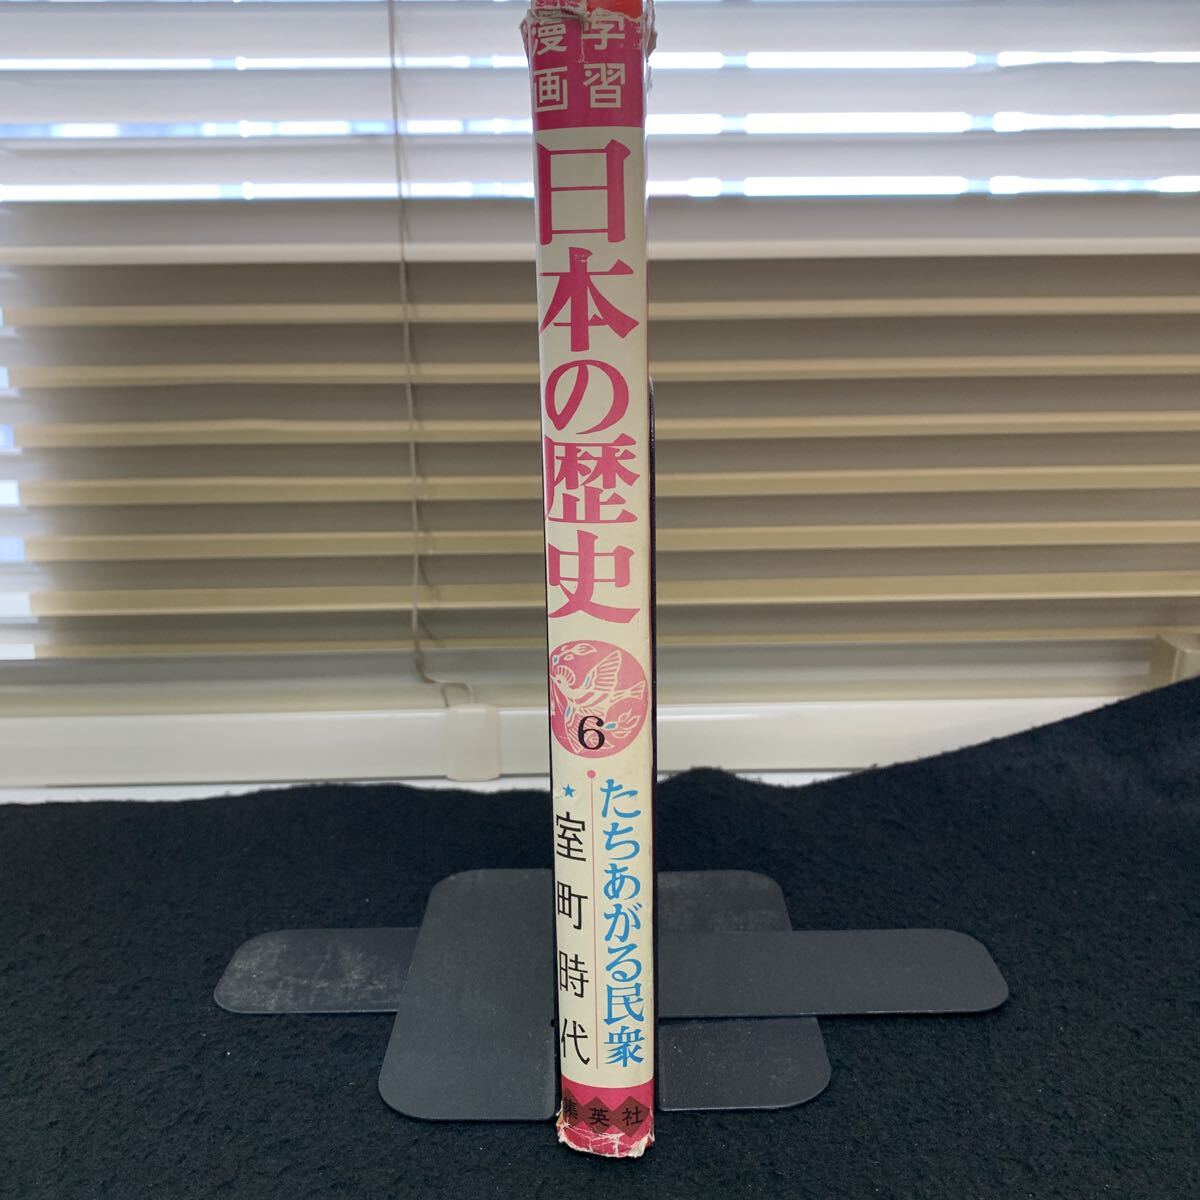 学習
漫画
日本の歴史
6
たちあがる民衆
★室町時代
集英社